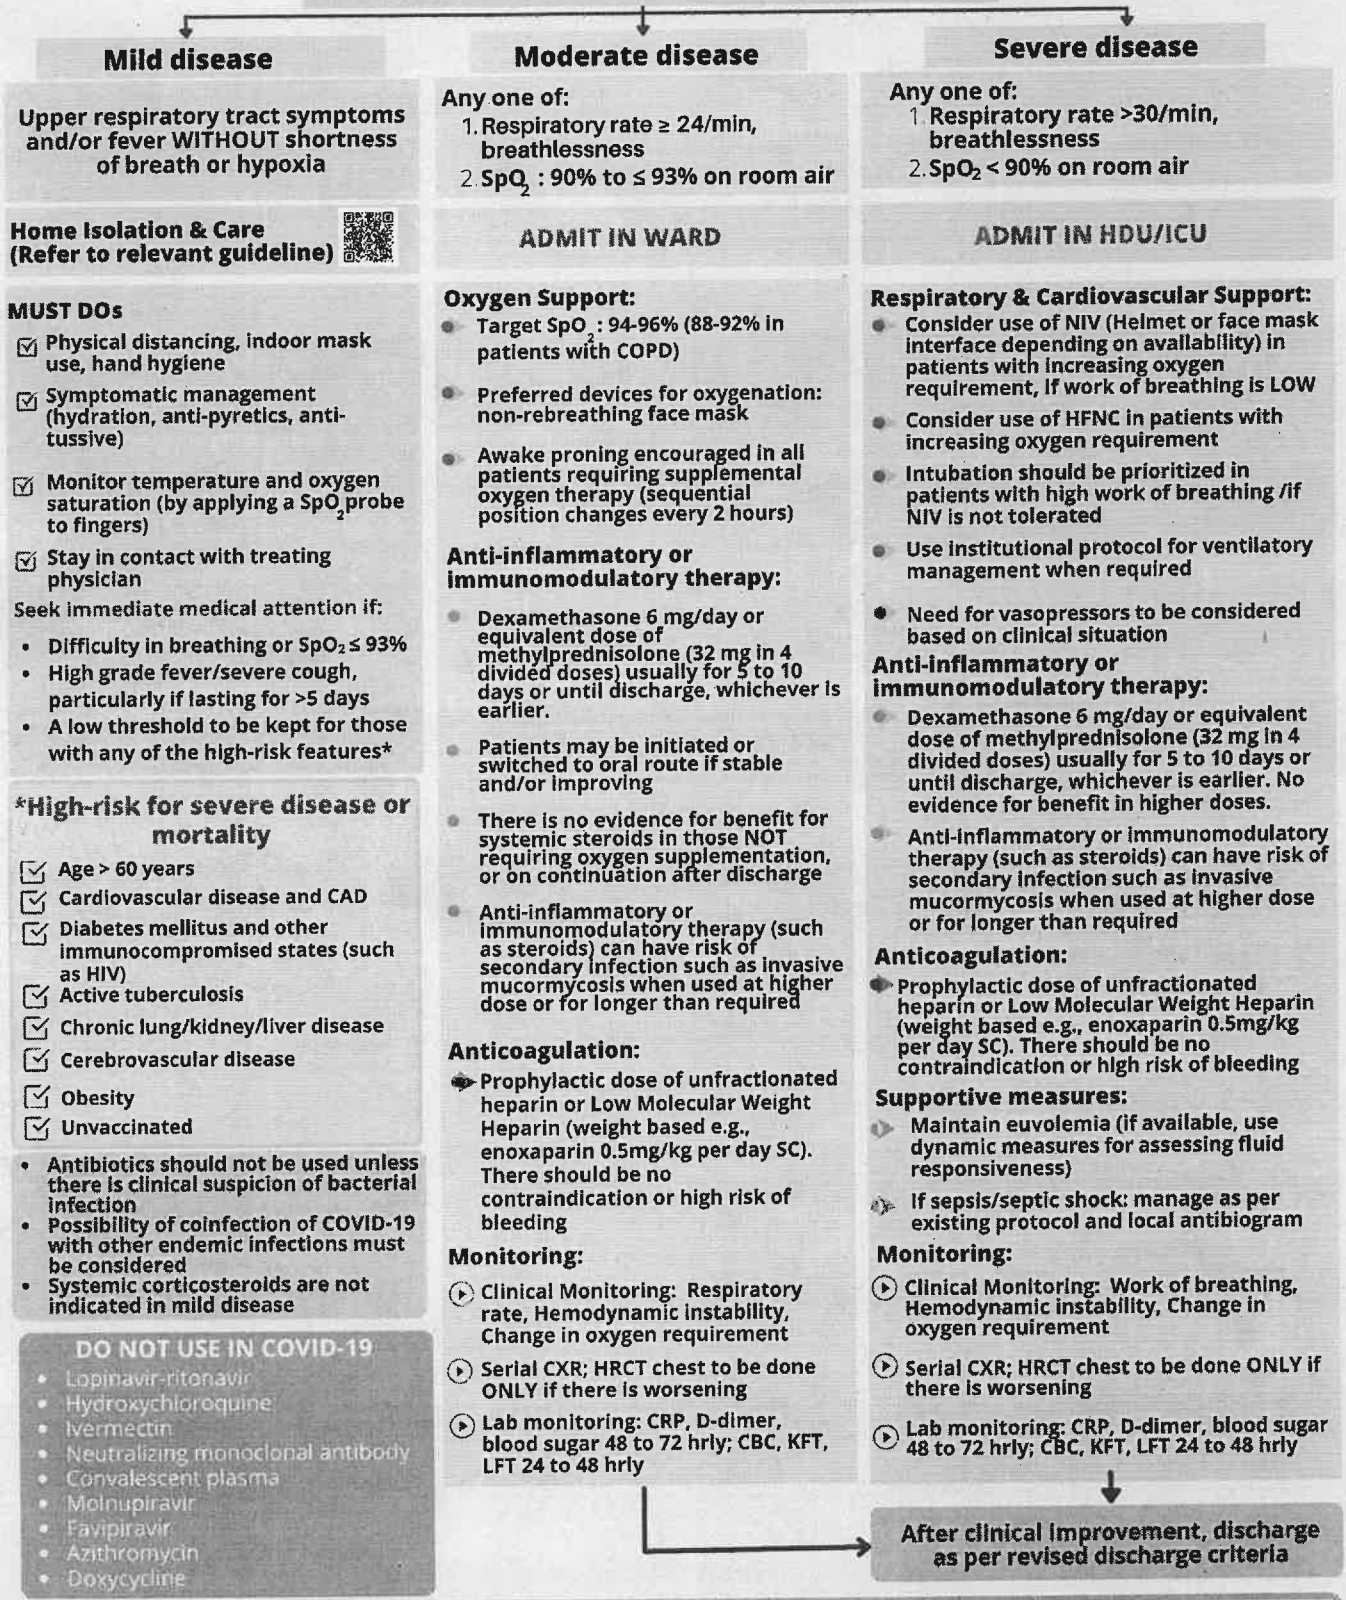 Mild disease
Upper respiratory tract symptoms
and/or fever WITHOUT shortness
of breath or hypoxia
Home Isolation & Care
(Refer to relevant guideline)
MUST DOs
Physical distancing, indoor mask
use, hand hygiene
Symptomatic management
(hydration, anti-pyretics, anti-
tussive)
Monitor temperature and oxygen
saturation (by applying a SpO2 probe
to fingers)
Stay in contact with treating
physician
Seek immediate medical attention if:
• Difficulty in breathing or SpO2 ≤ 93%
• High grade fever/severe cough,
particularly if lasting for >5 days
• A low threshold to be kept for those
with any of the high-risk features*
*High-risk for severe disease or
mortality
Age > 60 years
Cardiovascular disease and CAD
Diabetes mellitus and other
immunocompromised states (such
as HIV)
Active tuberculosis
Chronic lung/kidney/liver disease
Cerebrovascular disease
Obesity
Unvaccinated
• Antibiotics should not be used unless
there is clinical suspicion of bacterial
infection
• Possibility of coinfection of COVID-19
with other endemic infections must
be considered
• Systemic corticosteroids are not
indicated in mild disease
DO NOT USE IN COVID-19
• Lopinavir-ritonavir
• Hydroxychloroquine
• Ivermectin
• Neutralizing monoclonal antibody
• Convalescent plasma
• Molnupiravir
• Favipiravir
• Azithromycin
• Doxycycline
Moderate disease
Any one of:
1. Respiratory rate ≥ 24/min,
breathlessness
2. SpO2 : 90% to ≤ 93% on room air
ADMIT IN WARD
Oxygen Support:
• Target SpO2: 94-96% (88-92% in
patients with COPD)
• Preferred devices for oxygenation:
non-rebreathing face mask
• Awake proning encouraged in all
patients requiring supplemental
oxygen therapy (sequential
position changes every 2 hours)
Anti-inflammatory or
immunomodulatory therapy:
• Dexamethasone 6 mg/day or
equivalent dose of
methylprednisolone (32 mg in 4
divided doses) usually for 5 to 10
days or until discharge, whichever is
earlier.
• Patients may be initiated or
switched to oral route if stable
and/or improving
• There is no evidence for benefit for
systemic steroids in those NOT
requiring oxygen supplementation,
or on continuation after discharge
• Anti-inflammatory or
immunomodulatory therapy (such
as steroids) can have risk of
secondary infection such as invasive
mucormycosis when used at higher
dose or for longer than required
Anticoagulation:
Prophylactic dose of unfractionated
heparin or Low Molecular Weight
Heparin (weight based e.g.,
enoxaparin 0.5mg/kg per day SC).
There should be no
contraindication or high risk of
bleeding
Monitoring:
Clinical Monitoring: Respiratory
rate, Hemodynamic instability,
Change in oxygen requirement
Serial CXR; HRCT chest to be done
ONLY if there is worsening
Lab monitoring: CRP, D-dimer,
blood sugar 48 to 72 hrly; CBC, KFT,
LFT 24 to 48 hrly
Severe disease
Any one of:
1. Respiratory rate >30/min,
breathlessness
2. SpO2 < 90% on room air
ADMIT IN HDU/ICU
Respiratory & Cardiovascular Support:
• Consider use of NIV (Helmet or face mask
interface depending on availability) in
patients with increasing oxygen
requirement, if work of breathing is LOW
• Consider use of HFNC in patients with
increasing oxygen requirement
• Intubation should be prioritized in
patients with high work of breathing /if
NIV is not tolerated
• Use institutional protocol for ventilatory
management when required
• Need for vasopressors to be considered
based on clinical situation
Anti-inflammatory or
immunomodulatory therapy:
• Dexamethasone 6 mg/day or equivalent
dose of methylprednisolone (32 mg in 4
divided doses) usually for 5 to 10 days or
until discharge, whichever is earlier. No
evidence for benefit in higher doses.
• Anti-inflammatory or immunomodulatory
therapy (such as steroids) can have risk of
secondary infection such as invasive
mucormycosis when used at higher dose
or for longer than required
Anticoagulation:
Prophylactic dose of unfractionated
heparin or Low Molecular Weight Heparin
(weight based e.g., enoxaparin 0.5mg/kg
per day SC). There should be no
contraindication or high risk of bleeding
Supportive measures:
Maintain euvolemia (if available, use
dynamic measures for assessing fluid
responsiveness)
If sepsis/septic shock: manage as per
existing protocol and local antibiogram
Monitoring:
Clinical Monitoring: Work of breathing,
Hemodynamic instability, Change in
oxygen requirement
Serial CXR; HRCT chest to be done ONLY if
there is worsening
Lab monitoring: CRP, D-dimer, blood sugar
48 to 72 hrly; CBC, KFT, LFT 24 to 48 hrly
After clinical improvement, discharge
as per revised discharge criteria